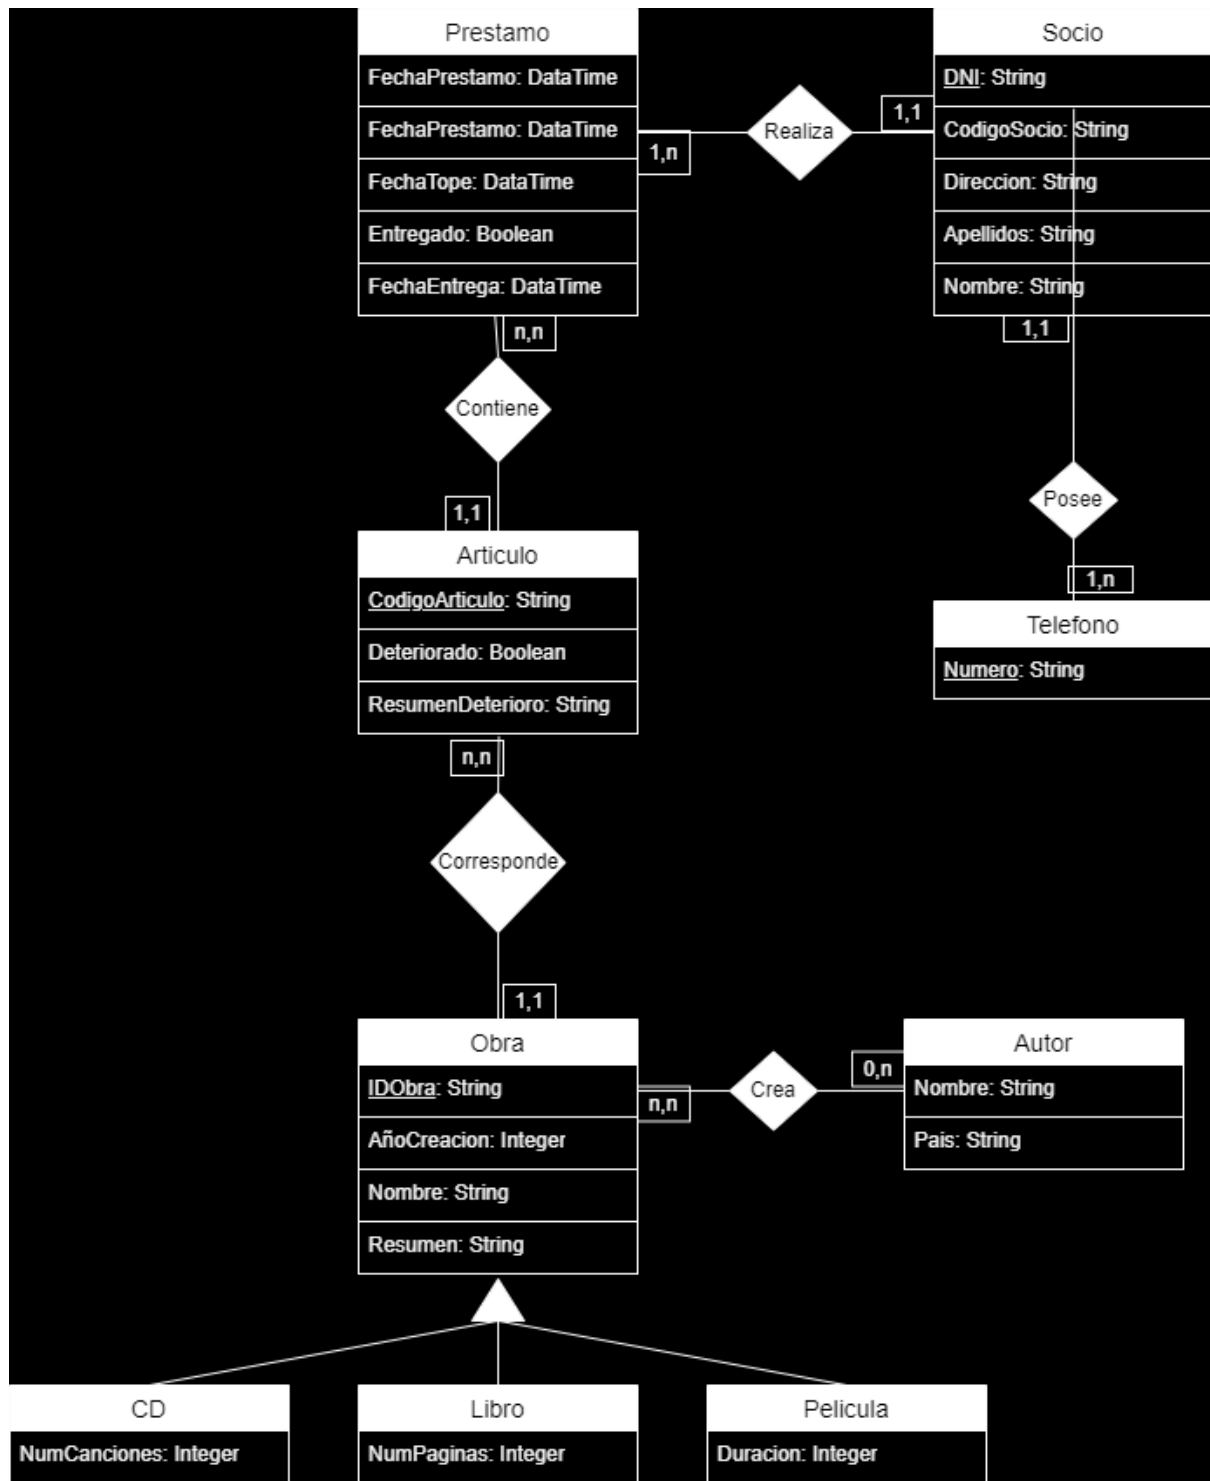 Prestamo
FechaPrestamo: DataTime
FechaPrestamo: DataTime
FechaTope: DataTime
Entregado: Boolean
FechaEntrega: DataTime
1,n
Realiza
1,1
Socio
DNI: String
CodigoSocio: String
Direccion: String
Apellidos: String
Nombre: String
1,1
Posee
1,n
Telefono
Numero: String
n,n
Contiene
1,1
Articulo
CodigoArticulo: String
Deteriorado: Boolean
ResumenDeterioro: String
n,n
Corresponde
1,1
Obra
IDObra: String
AñoCreacion: Integer
Nombre: String
Resumen: String
n,n
Crea
0,n
Autor
Nombre: String
Pais: String
CD
NumCanciones: Integer
Libro
NumPaginas: Integer
Pelicula
Duracion: Integer